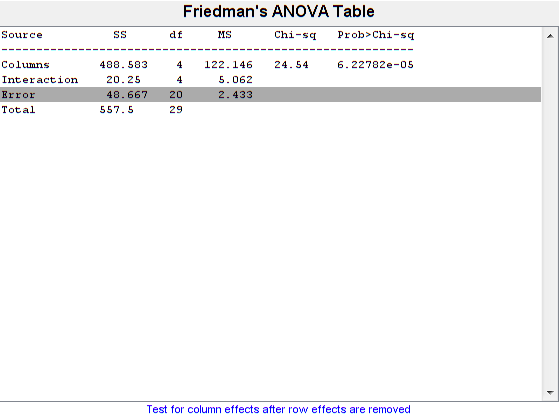 Friedman's ANOVA Table
Source SS df MS Chi-sq Prob>Chi-sq
-----------------------------------------------------------
Columns 488.583 4 122.146 24.54 6.22782e-05
Interaction 20.25 4 5.062
Error 48.667 20 2.433
Total 557.5 29
Test for column effects after row effects are removed